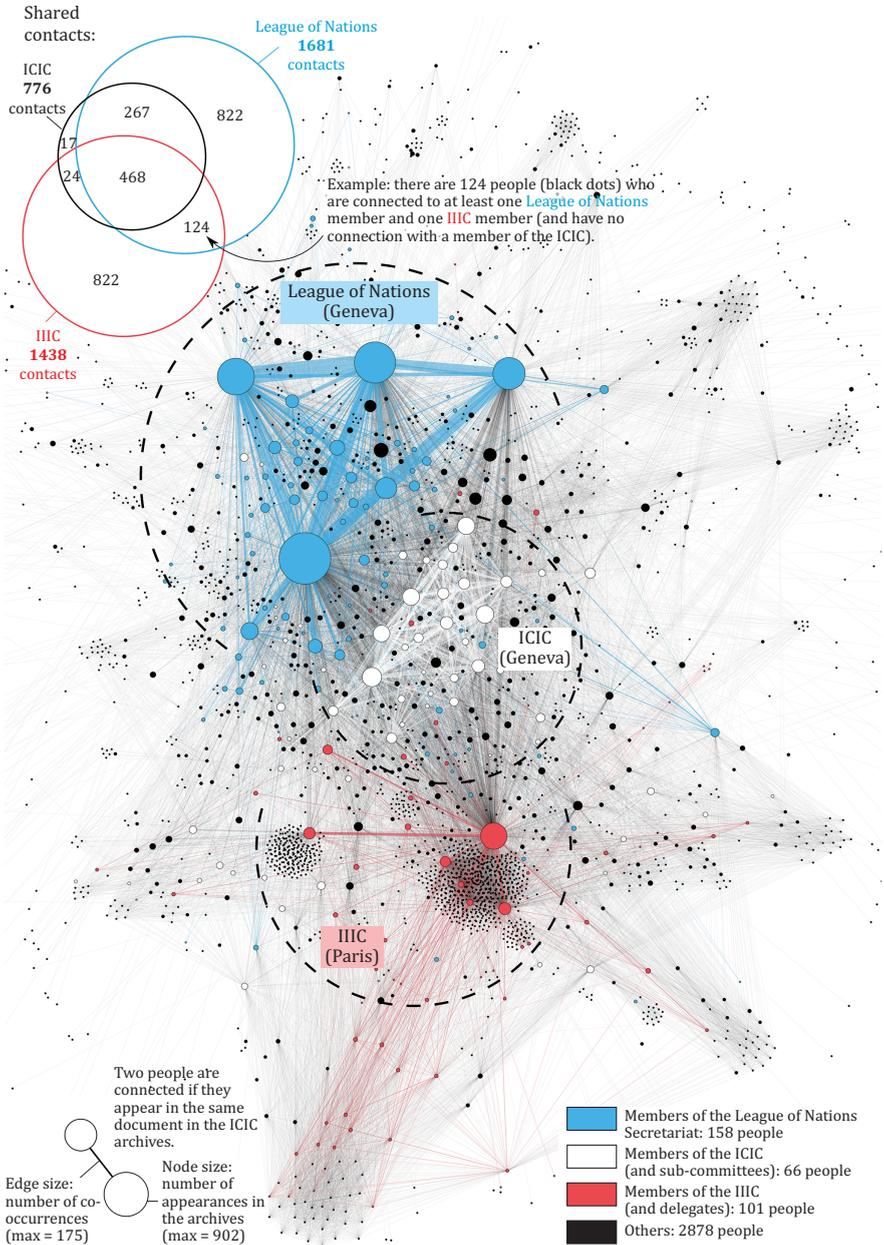 Shared
contacts:
League of Nations
1681
contacts
ICIC
776
contacts
267
822
17
24
468
124
822
IIIC
1438
contacts
Example: there are 124 people (black dots) who
are connected to at least one League of Nations
member and one IIIC member (and have no
connection with a member of the ICIC).
League of Nations
(Geneva)
ICIC
(Geneva)
IIIC
(Paris)
Two people are
connected if they
appear in the same
document in the ICIC
archives.
Edge size:
number of co-
occurrences
(max = 175)
Node size:
number of
appearances in
the archives
(max = 902)
Members of the League of Nations
Secretariat: 158 people
Members of the ICIC
(and sub-committees): 66 people
Members of the IIIC
(and delegates): 101 people
Others: 2878 people